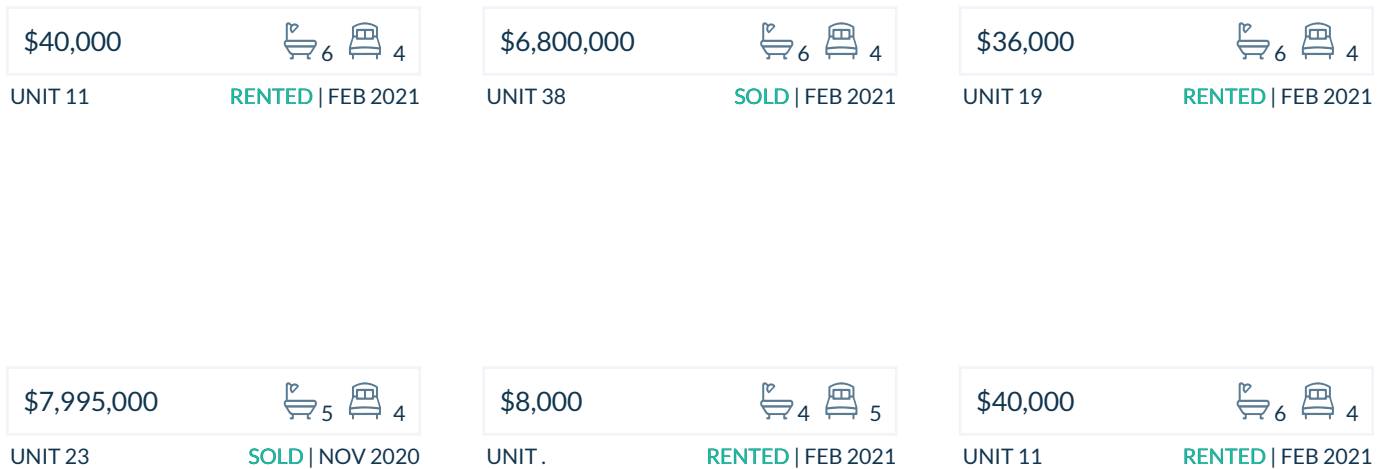 $40,000 6 4
UNIT 11 RENTED | FEB 2021
$6,800,000 6 4
UNIT 38 SOLD | FEB 2021
$36,000 6 4
UNIT 19 RENTED | FEB 2021
$7,995,000 5 4
UNIT 23 SOLD | NOV 2020
$8,000 4 5
UNIT . RENTED | FEB 2021
$40,000 6 4
UNIT 11 RENTED | FEB 2021